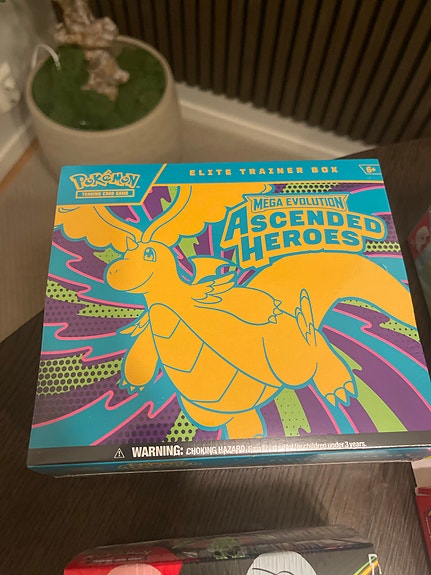 ELITE TRAINER BOX
6+
POKÉMON
TRADING CARD GAME
MEGA EVOLUTION
ASCENDED
HEROES
WARNING: CHOKING HAZARD for children under 3 years.